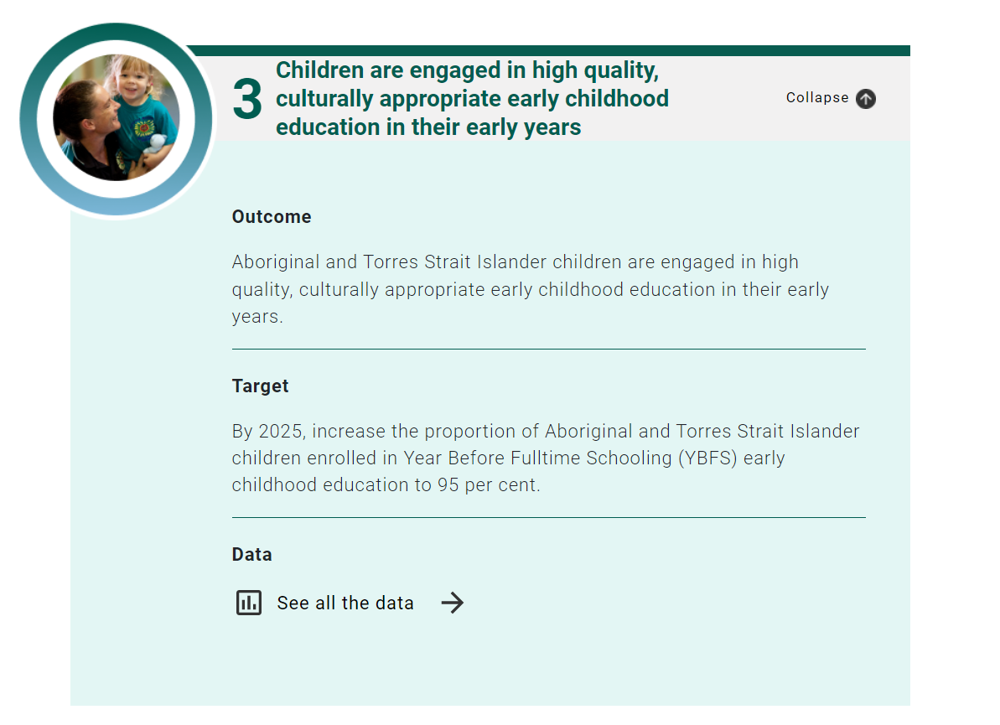 3
Children are engaged in high quality,
culturally appropriate early childhood
education in their early years
Collapse
Outcome
Aboriginal and Torres Strait Islander children are engaged in high
quality, culturally appropriate early childhood education in their early
years.
Target
By 2025, increase the proportion of Aboriginal and Torres Strait Islander
children enrolled in Year Before Fulltime Schooling (YBFS) early
childhood education to 95 per cent.
Data
See all the data